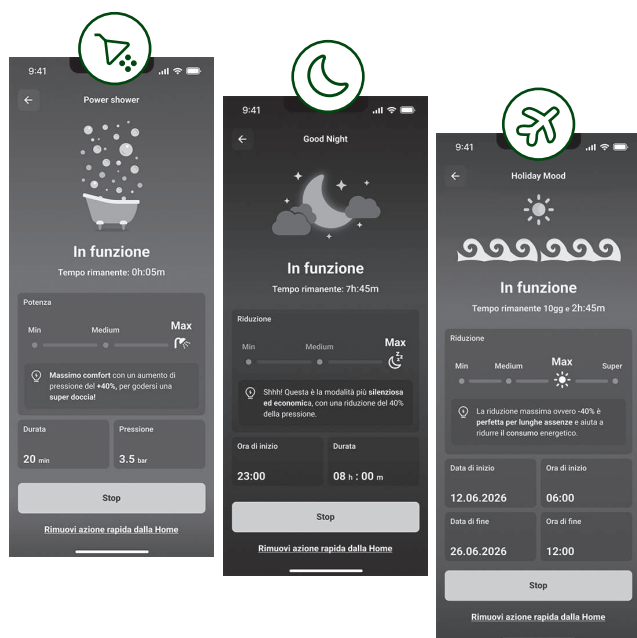 9:41
Power shower
In funzione
Tempo rimanente: 0h:05m
Potenza
Min Medium Max
Massimo comfort con un aumento di
pressione del +40%, per godersi una
super doccia!
Durata Pressione
20 min 3.5 bar
Stop
Rimuovi azione rapida dalla Home
9:41
Good Night
In funzione
Tempo rimanente: 7h:45m
Riduzione
Min Medium Max
Shhh! Questa è la modalità più silenziosa
ed economica, con una riduzione del 40%
della pressione.
Ora di inizio Durata
23:00 08 h : 00 m
Stop
Rimuovi azione rapida dalla Home
9:41
Holiday Mood
In funzione
Tempo rimanente 10gg e 2h:45m
Riduzione
Min Medium Max Super
La riduzione massima ovvero -40% è
perfetta per lunghe assenze e aiuta a
ridurre il consumo energetico.
Data di inizio Ora di inizio
12.06.2026 06:00
Data di fine Ora di fine
26.06.2026 12:00
Stop
Rimuovi azione rapida dalla Home